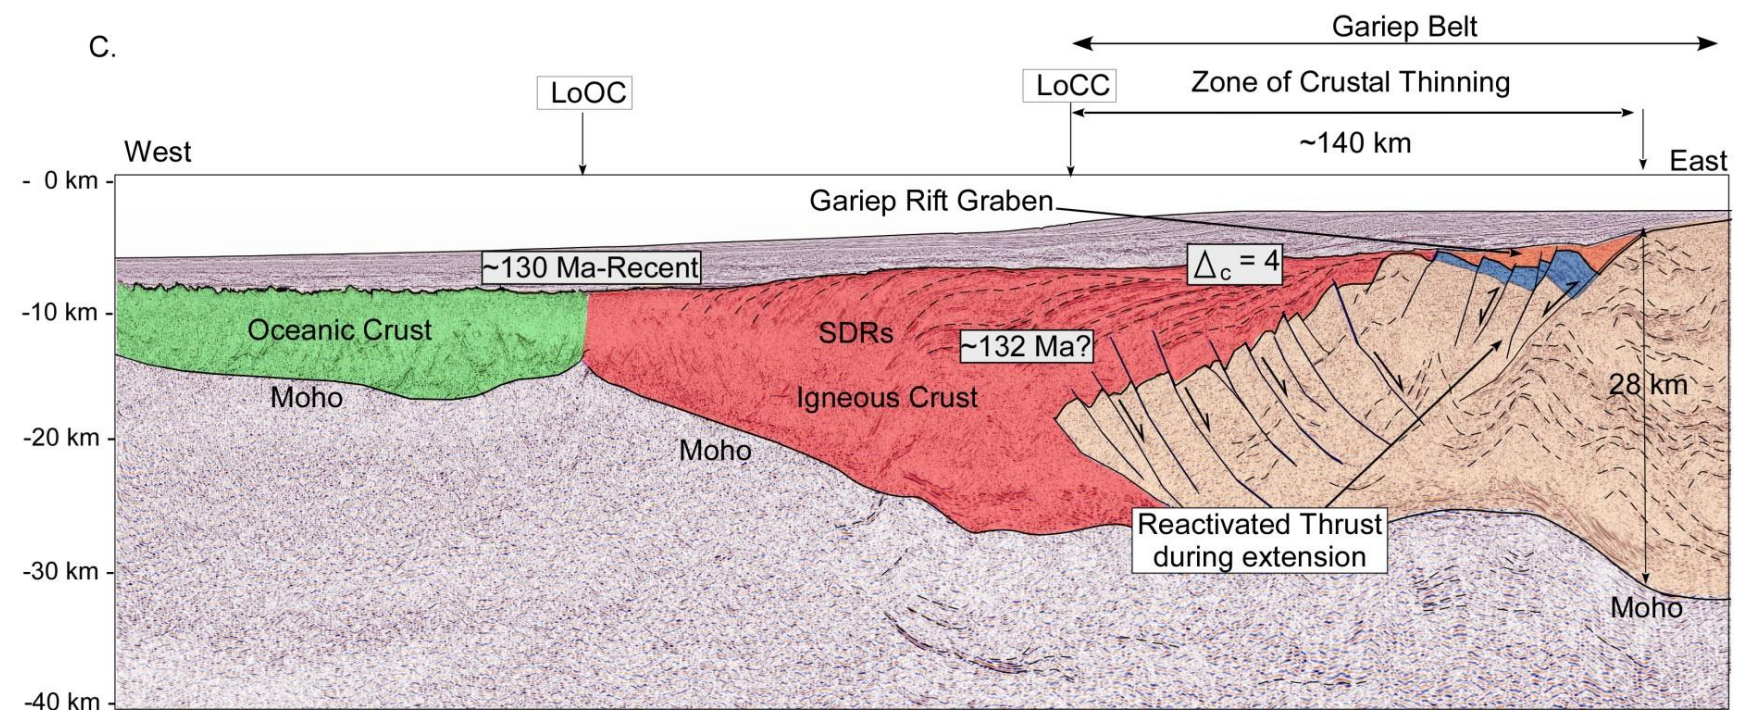 Gariep Belt
C.
Zone of Crustal Thinning
LoOC
LoCC
~140 km
West
East
- 0 km -
Gariep Rift Graben
~130 Ma-Recent
Δc = 4
-10 km -
Oceanic Crust
SDRs
~132 Ma?
Moho
Igneous Crust
28 km
-20 km -
Moho
Reactivated Thrust
during extension
-30 km -
Moho
-40 km -